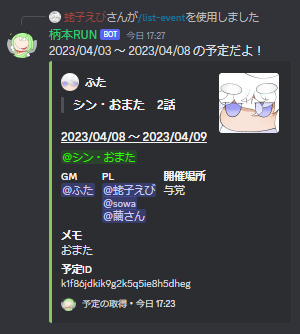 蛭子えびさんが/list-eventを使用しました
柄本RUN BOT 今日 17:27
2023/04/03 ～ 2023/04/08 の予定だよ！
ふた
シン・おまた　2話
2023/04/08 ～ 2023/04/09
@シン・おまた
GM PL 開催場所
@ふた @蛭子えび 与党
@sowa
@繭さん
メモ
おまた
予定ID
k1f86jdkik9g2k5q5ie8h5dheg
予定の取得・今日 17:23